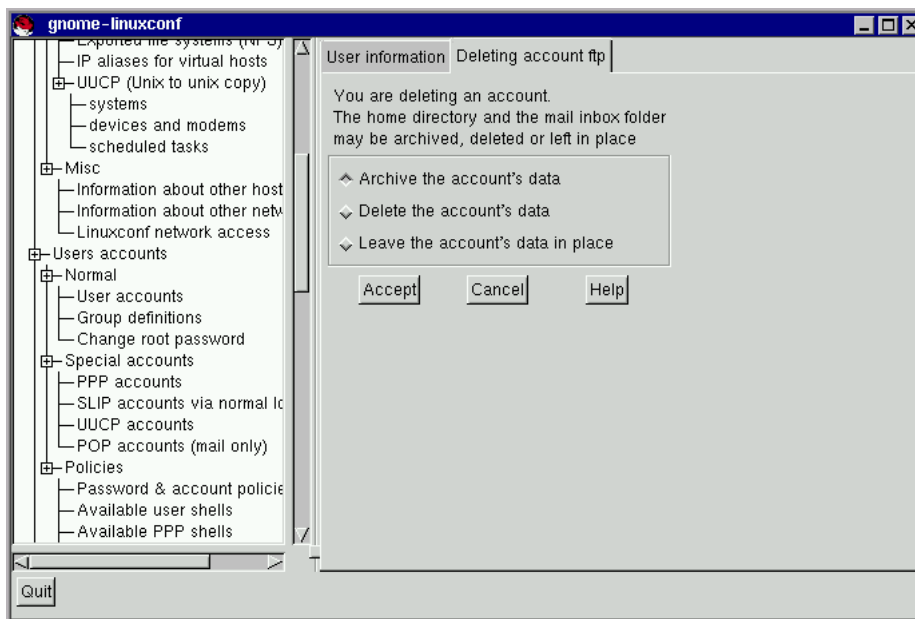 gnome-linuxconf
Exported file systems (NFS)
IP aliases for virtual hosts
UUCP (Unix to unix copy)
systems
devices and modems
scheduled tasks
Misc
Information about other host
Information about other netw
Linuxconf network access
Users accounts
Normal
User accounts
Group definitions
Change root password
Special accounts
PPP accounts
SLIP accounts via normal lo
UUCP accounts
POP accounts (mail only)
Policies
Password & account policie
Available user shells
Available PPP shells
Quit
User information
Deleting account ftp
You are deleting an account.
The home directory and the mail inbox folder
may be archived, deleted or left in place
Archive the account's data
Delete the account's data
Leave the account's data in place
Accept Cancel Help